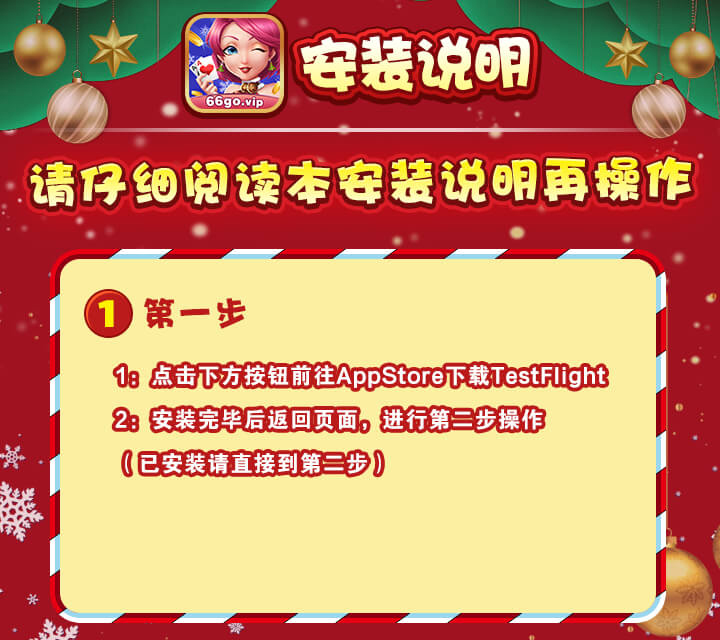 66go.vip
安装说明
请仔细阅读本安装说明再操作
1 第一步
1：点击下方按钮前往AppStore下载TestFlight
2：安装完毕后返回页面，进行第二步操作
（已安装请直接到第二步）